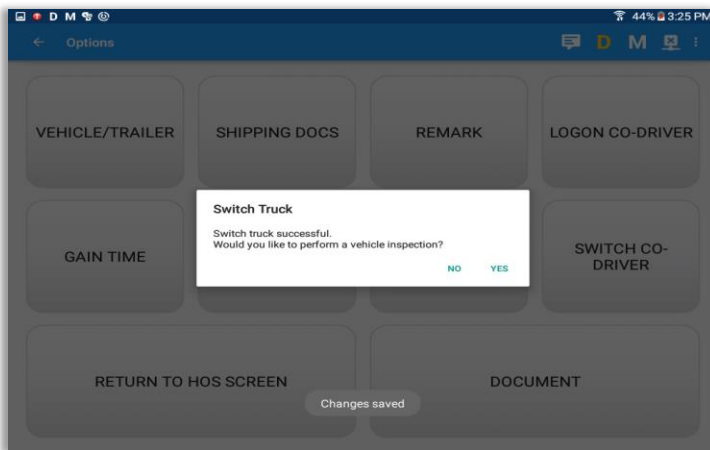 D M 44% 3:25 PM
Options
D M
VEHICLE/TRAILER
SHIPPING DOCS
REMARK
LOGON CO-DRIVER
Switch Truck
Switch truck successful.
Would you like to perform a vehicle inspection?
NO YES
GAIN TIME
SWITCH CO-
DRIVER
RETURN TO HOS SCREEN
DOCUMENT
Changes saved